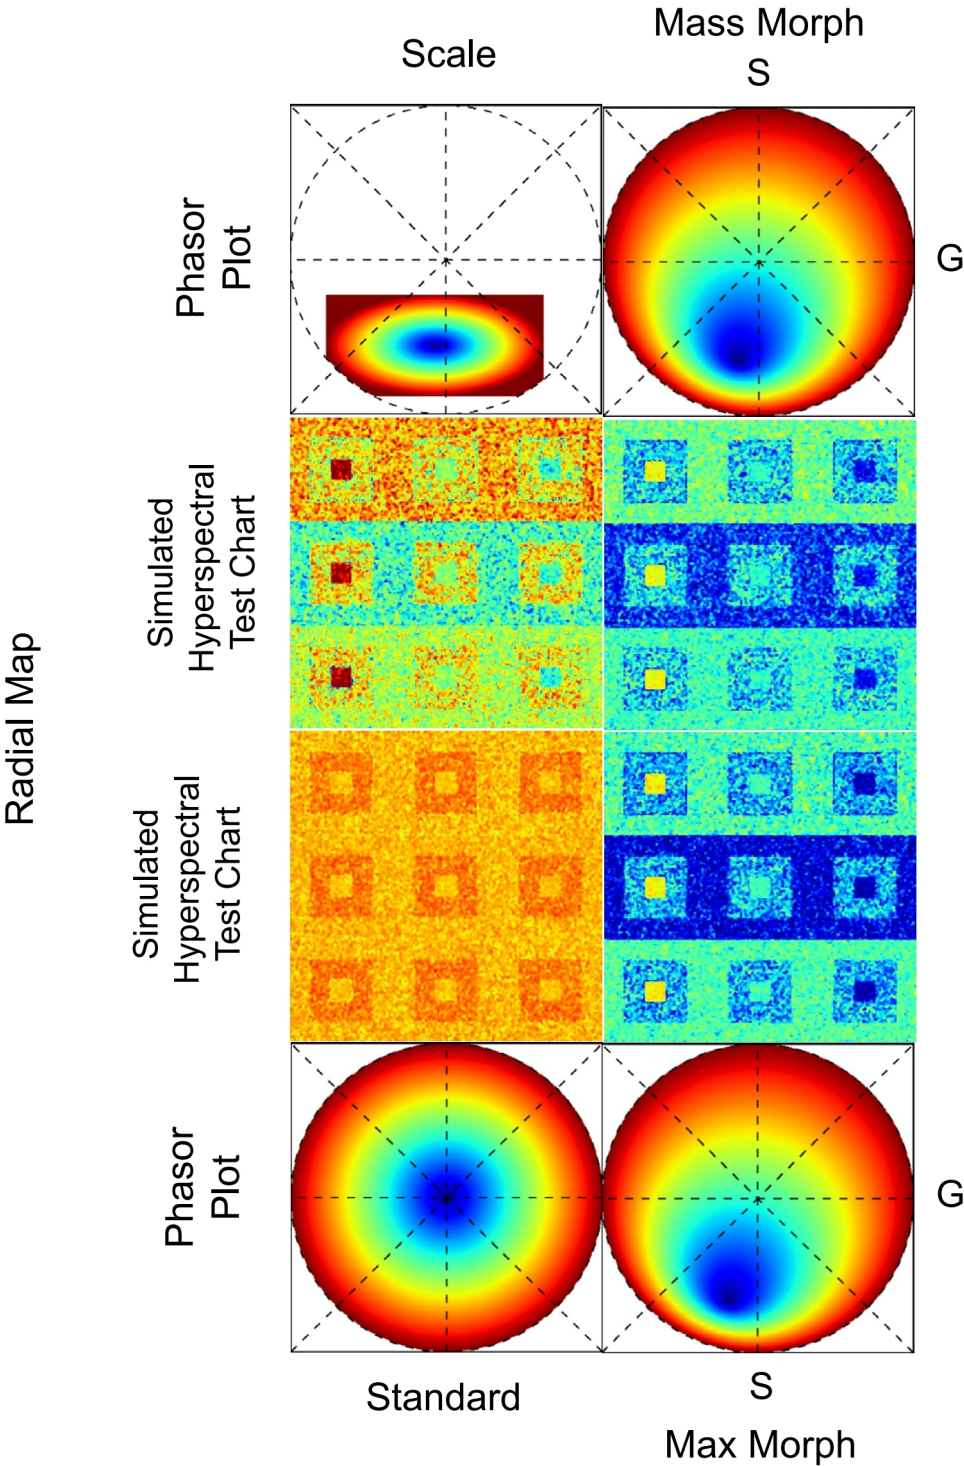 Mass Morph
Scale
S
Phasor
Plot
G
Simulated
Hyperspectral
Test Chart
Radial Map
Simulated
Hyperspectral
Test Chart
Phasor
Plot
G
Standard
S
Max Morph